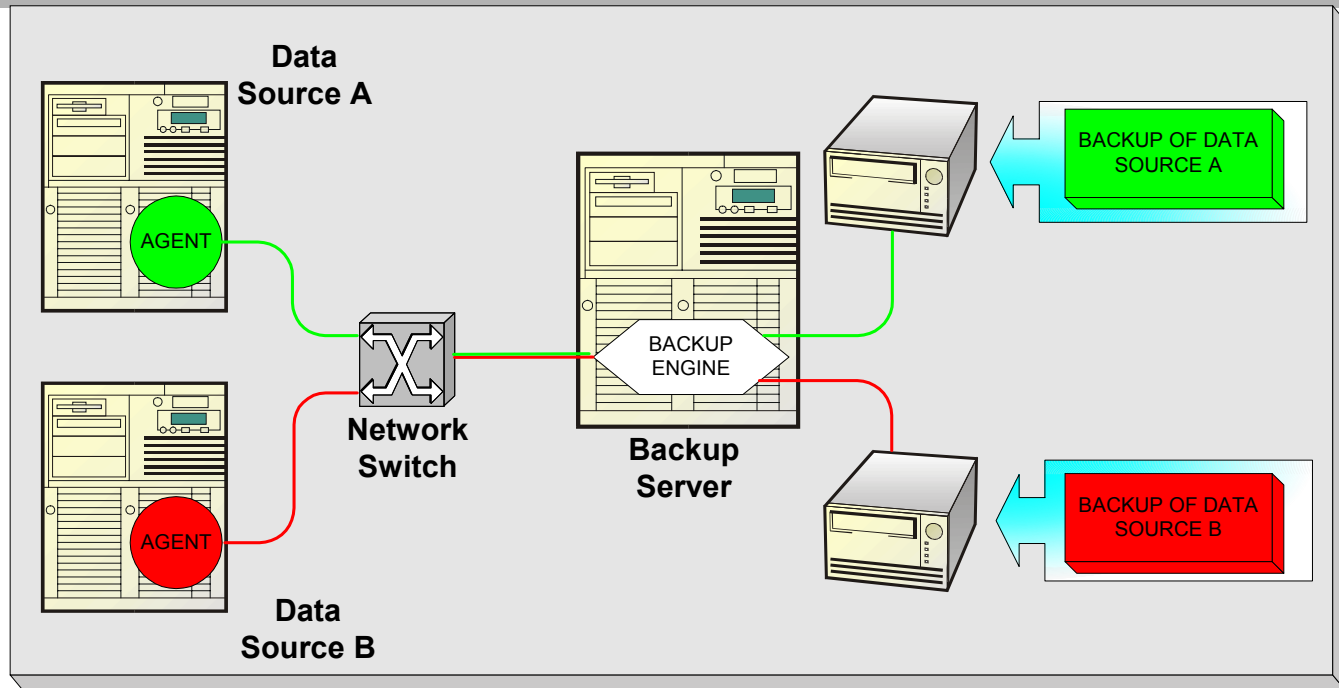 Data
Source A
AGENT
BACKUP OF DATA
SOURCE A
BACKUP
ENGINE
Network
Switch
Backup
Server
AGENT
BACKUP OF DATA
SOURCE B
Data
Source B